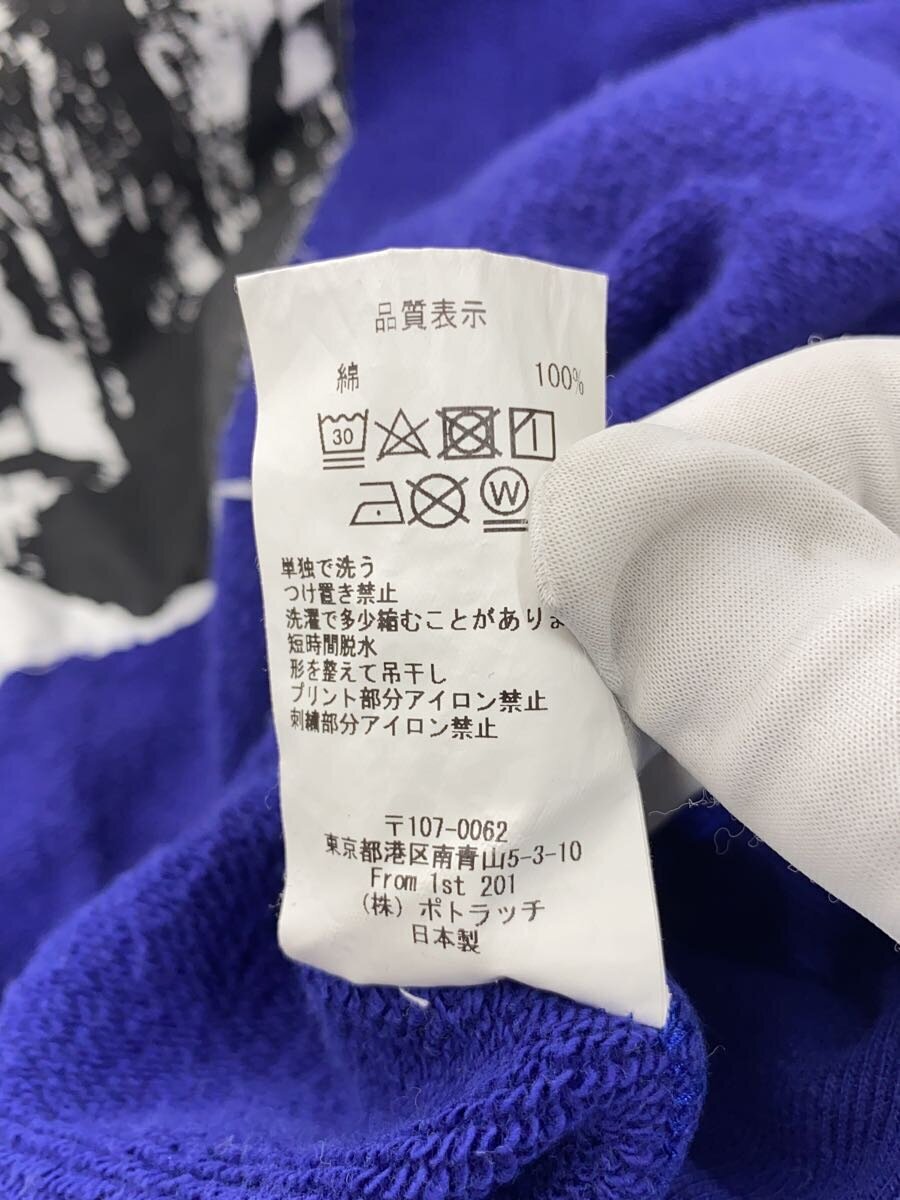 品質表示
綿 100%
30
W
単独で洗う
つけ置き禁止
洗濯で多少縮むことがありま
短時間脱水
形を整えて吊干し
プリント部分アイロン禁止
刺繍部分アイロン禁止
〒107-0062
東京都港区南青山5-3-10
From 1st 201
(株) ポトラッチ
日本製